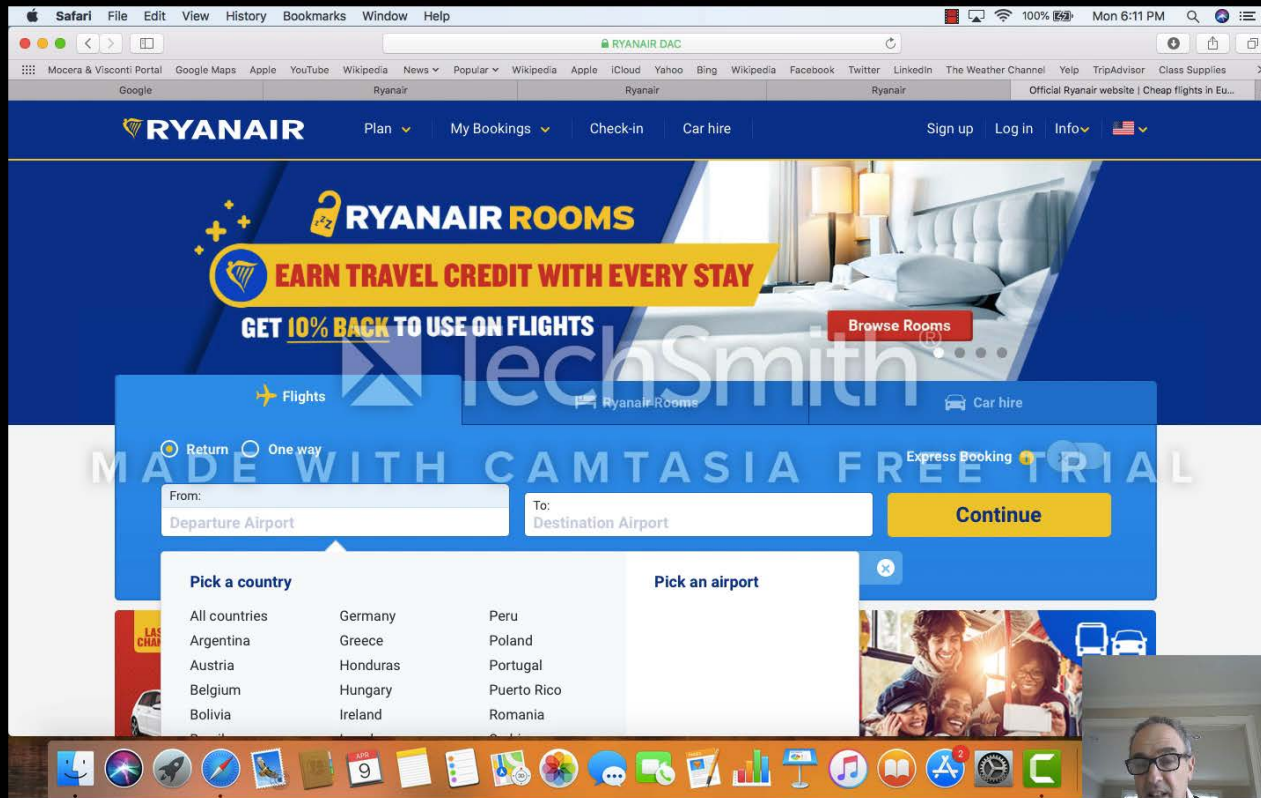 Safari File Edit View History Bookmarks Window Help 100% Mon 6:11 PM
RYANAIR DAC
Mocera & Visconti Portal Google Maps Apple YouTube Wikipedia News Popular Wikipedia Apple iCloud Yahoo Bing Wikipedia Facebook Twitter LinkedIn The Weather Channel Yelp TripAdvisor Class Supplies
Google Ryanair Ryanair Ryanair Official Ryanair website | Cheap flights in Eu...
RYANAIR Plan My Bookings Check-in Car hire Sign up Log in Info
RYANAIR ROOMS
EARN TRAVEL CREDIT WITH EVERY STAY
GET 10% BACK TO USE ON FLIGHTS
Browse Rooms
TechSmith®
Flights Ryanair Rooms Car hire
Return One way Express Booking
MADE WITH CAMTASIA FREE TRIAL
From: To:
Departure Airport Destination Airport Continue
Pick a country Pick an airport
All countries Germany Peru
Argentina Greece Poland
Austria Honduras Portugal
Belgium Hungary Puerto Rico
Bolivia Ireland Romania
APR
9
2